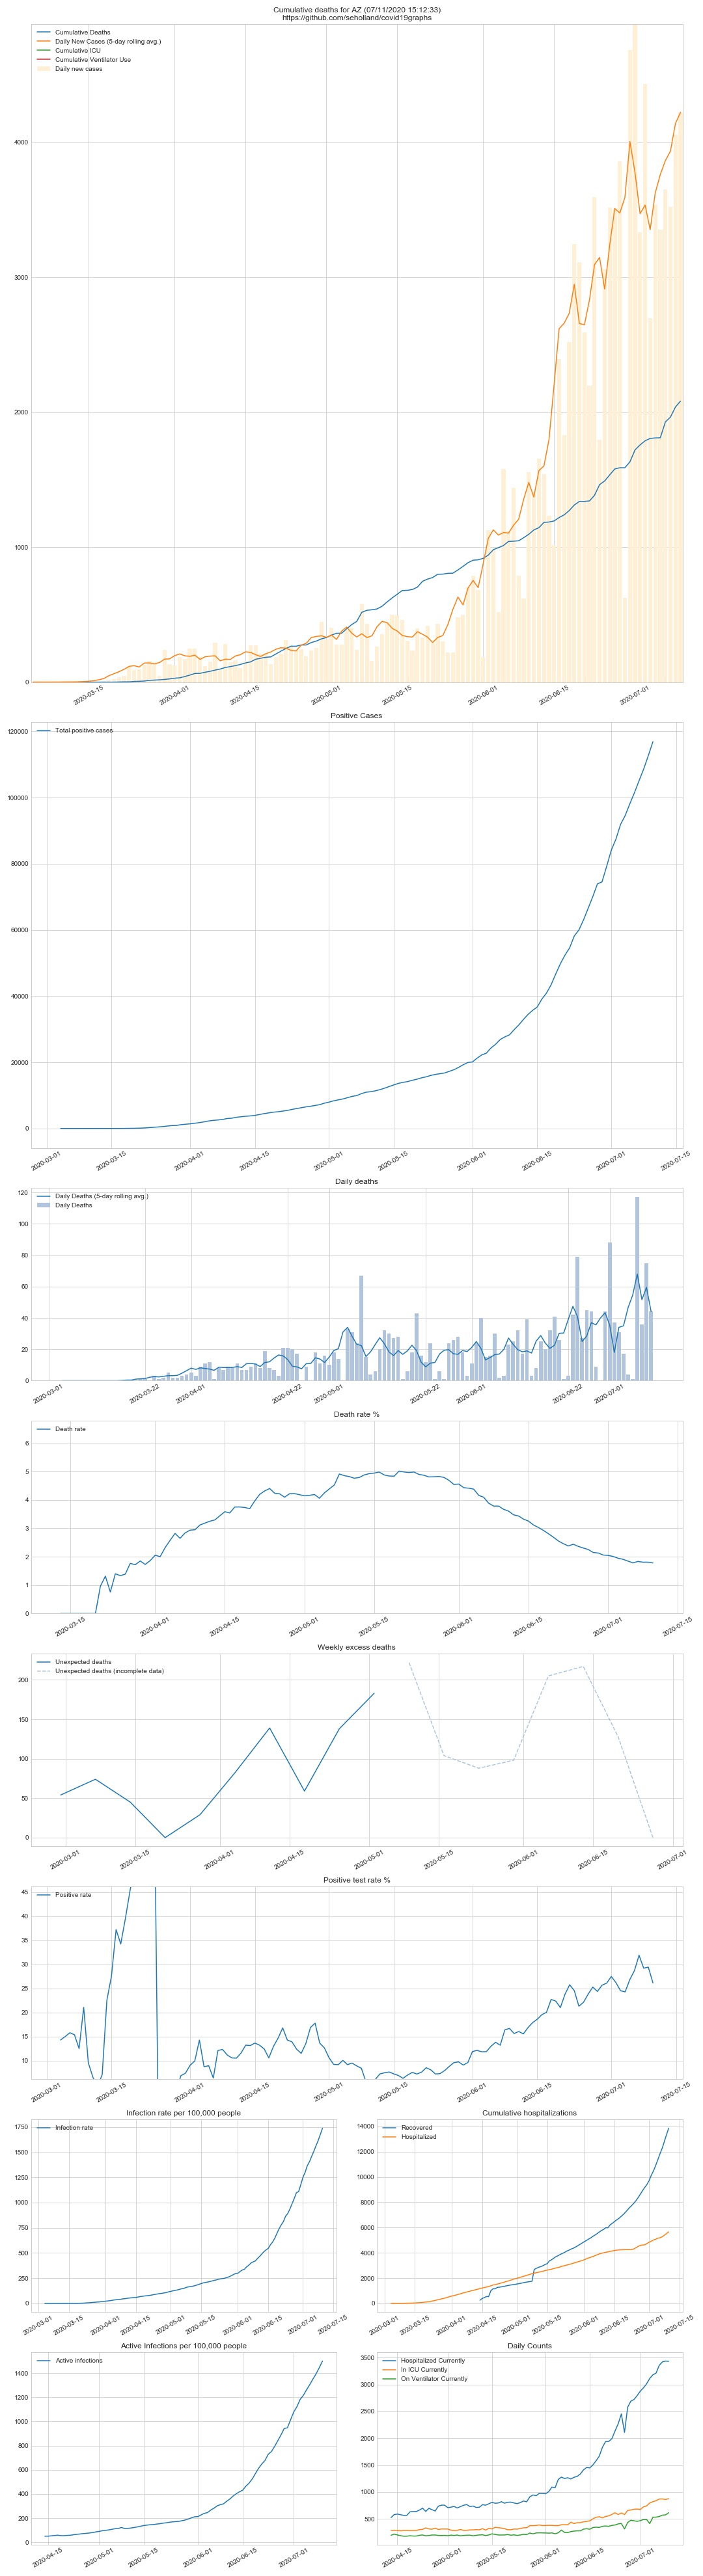 Cumulative deaths for AZ (07/11/2020 15:12:33)
https://github.com/seholland/covid19graphs
Cumulative Deaths
Daily New Cases (5-day rolling avg.)
Cumulative ICU
Cumulative Ventilator Use
Daily new cases
4000
3000
2000
1000
0
2020-03-15 2020-04-01 2020-04-15 2020-05-01 2020-05-15 2020-06-01 2020-06-15 2020-07-01
Positive Cases
Total positive cases
120000
100000
80000
60000
40000
20000
0
2020-03-01 2020-03-15 2020-04-01 2020-04-15 2020-05-01 2020-05-15 2020-06-01 2020-06-15 2020-07-01 2020-07-15
Daily deaths
Daily Deaths (5-day rolling avg.)
Daily Deaths
120
100
80
60
40
20
0
2020-03-01 2020-03-22 2020-04-01 2020-04-22 2020-05-01 2020-05-22 2020-06-01 2020-06-22 2020-07-01
Death rate %
Death rate
6
5
4
3
2
1
0
2020-03-15 2020-04-01 2020-04-15 2020-05-01 2020-05-15 2020-06-01 2020-06-15 2020-07-01 2020-07-15
Weekly excess deaths
Unexpected deaths
Unexpected deaths (incomplete data)
200
150
100
50
0
2020-03-01 2020-03-15 2020-04-01 2020-04-15 2020-05-01 2020-05-15 2020-06-01 2020-06-15 2020-07-01
Positive test rate %
Positive rate
45
40
35
30
25
20
15
10
2020-03-01 2020-03-15 2020-04-01 2020-04-15 2020-05-01 2020-05-15 2020-06-01 2020-06-15 2020-07-01 2020-07-15
Infection rate per 100,000 people
Infection rate
1750
1500
1250
1000
750
500
250
0
2020-03-01 2020-03-15 2020-04-01 2020-04-15 2020-05-01 2020-05-15 2020-06-01 2020-06-15 2020-07-01 2020-07-15
Cumulative hospitalizations
Recovered
Hospitalized
14000
12000
10000
8000
6000
4000
2000
0
2020-03-01 2020-03-15 2020-04-01 2020-04-15 2020-05-01 2020-05-15 2020-06-01 2020-06-15 2020-07-01 2020-07-15
Active Infections per 100,000 people
Active infections
1400
1200
1000
800
600
400
200
0
2020-04-15 2020-05-01 2020-05-15 2020-06-01 2020-06-15 2020-07-01
Daily Counts
Hospitalized Currently
In ICU Currently
On Ventilator Currently
3500
3000
2500
2000
1500
1000
500
2020-04-15 2020-05-01 2020-05-15 2020-06-01 2020-06-15 2020-07-01